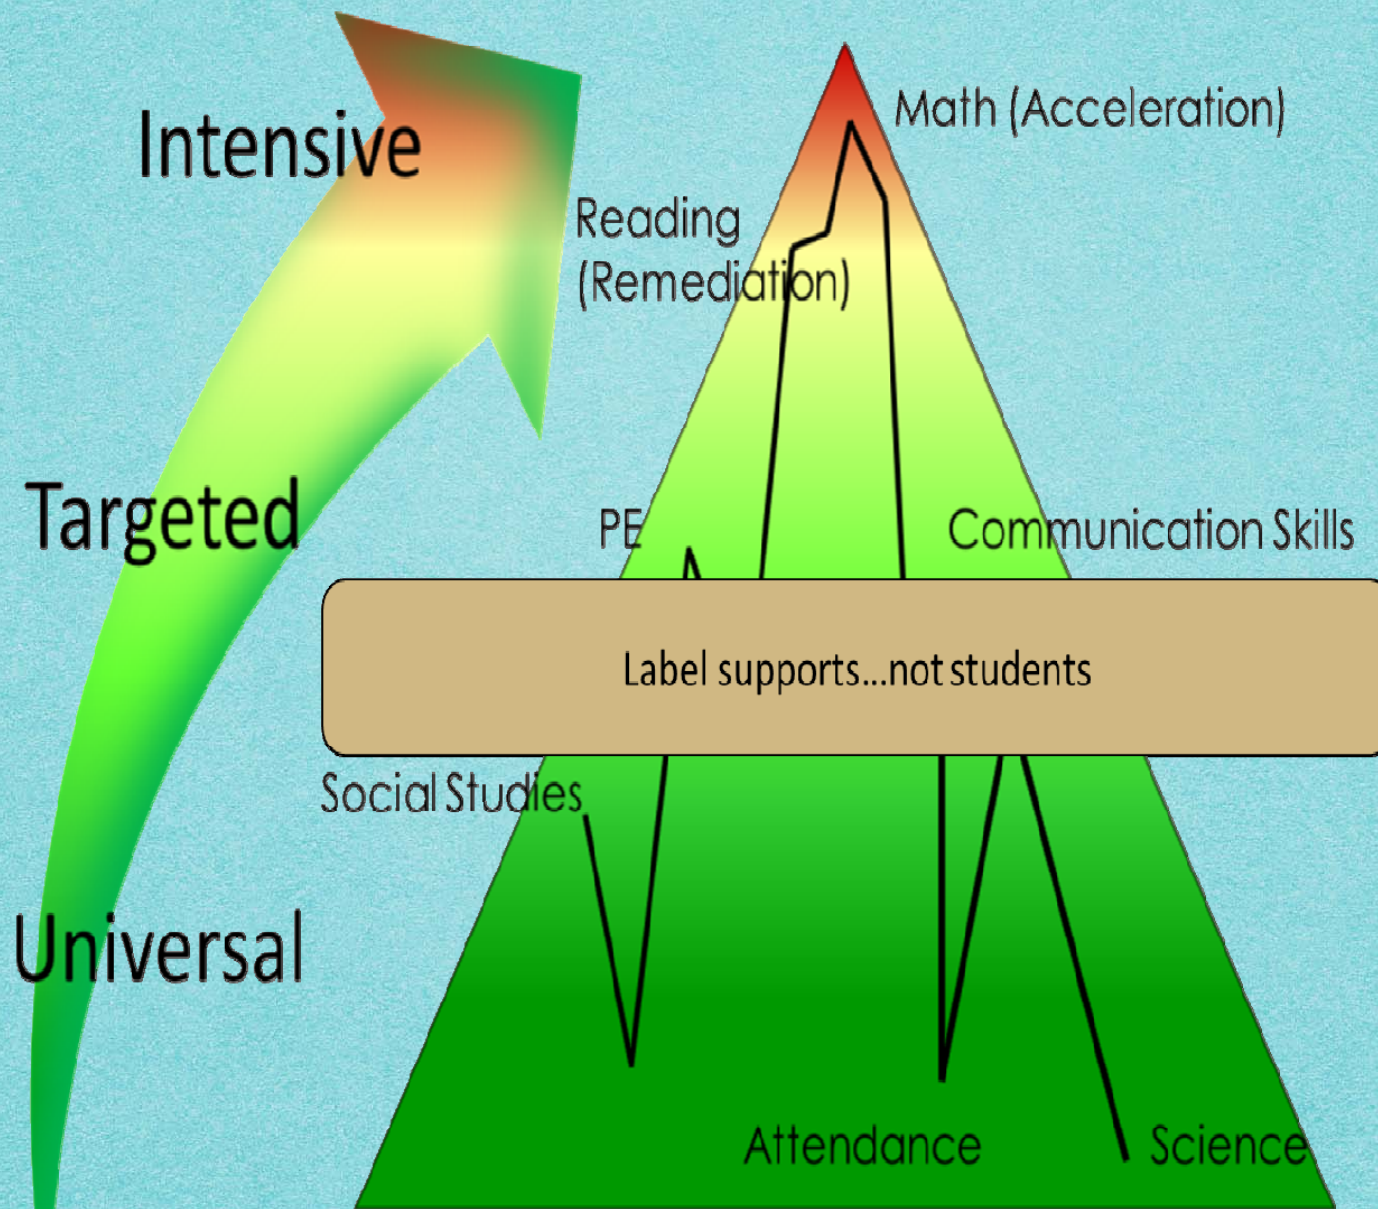 Math (Acceleration)
Intensive
Reading
(Remediation)
Targeted
PE
Communication Skills
Label supports...not students
Social Studies
Universal
Attendance
Science